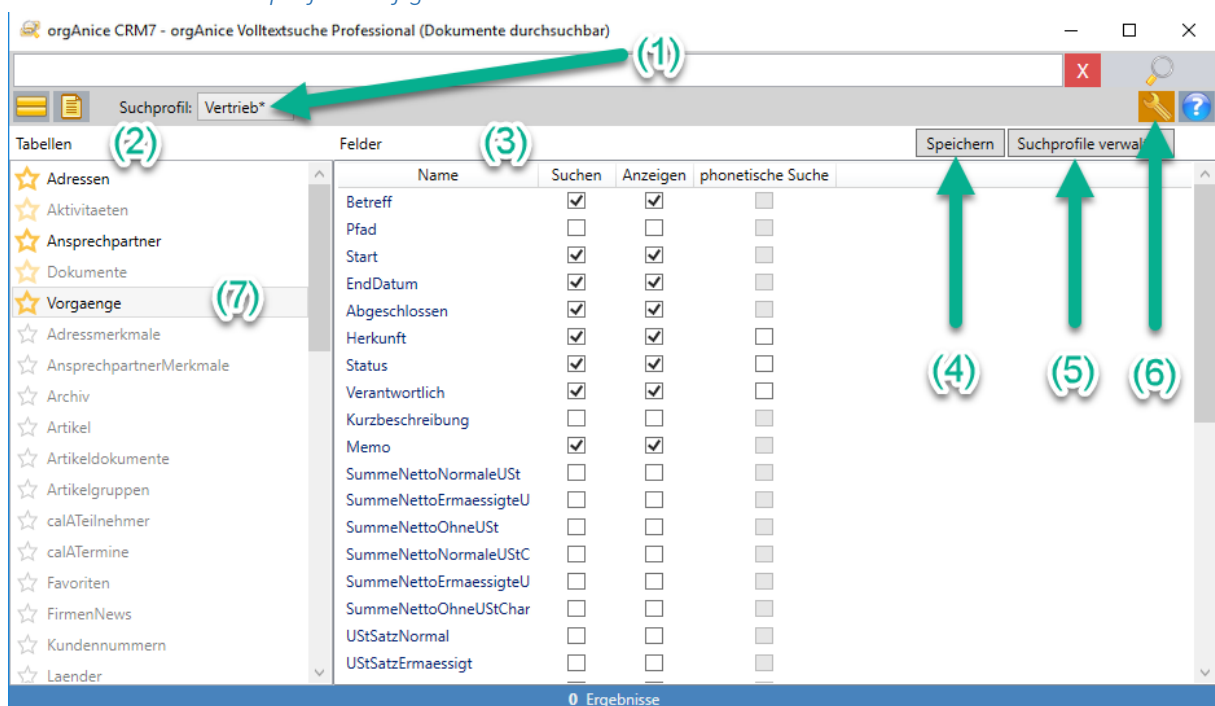 orgAnice CRM7 - orgAnice Volltextsuche Professional (Dokumente durchsuchbar)
(1)
X
Suchprofil: Vertrieb*
?
Tabellen (2) Felder (3) Speichern Suchprofile
Name Suchen Anzeigen phonetische Suche
Adressen
Aktivitaeten
Ansprechpartner
Dokumente
Vorgaenge (7)
Adressmerkmale
AnsprechpartnerMerkmale
Archiv
Artikel
Artikeldokumente
Artikelgruppen
calATeilnehmer
calATermine
Favoriten
FirmenNews
Kundennummern
Laender
Betreff
Pfad
Start
EndDatum
Abgeschlossen
Herkunft
Status
Verantwortlich
Kurzbeschreibung
Memo
SummeNettoNormaleUSt
SummeNettoErmaessigteU
SummeNettoOhneUSt
SummeNettoNormaleUStC
SummeNettoErmaessigteU
SummeNettoOhneUStChar
UStSatzNormal
UStSatzErmaessigt
(4) (5) (6)
0 Ergebnisse